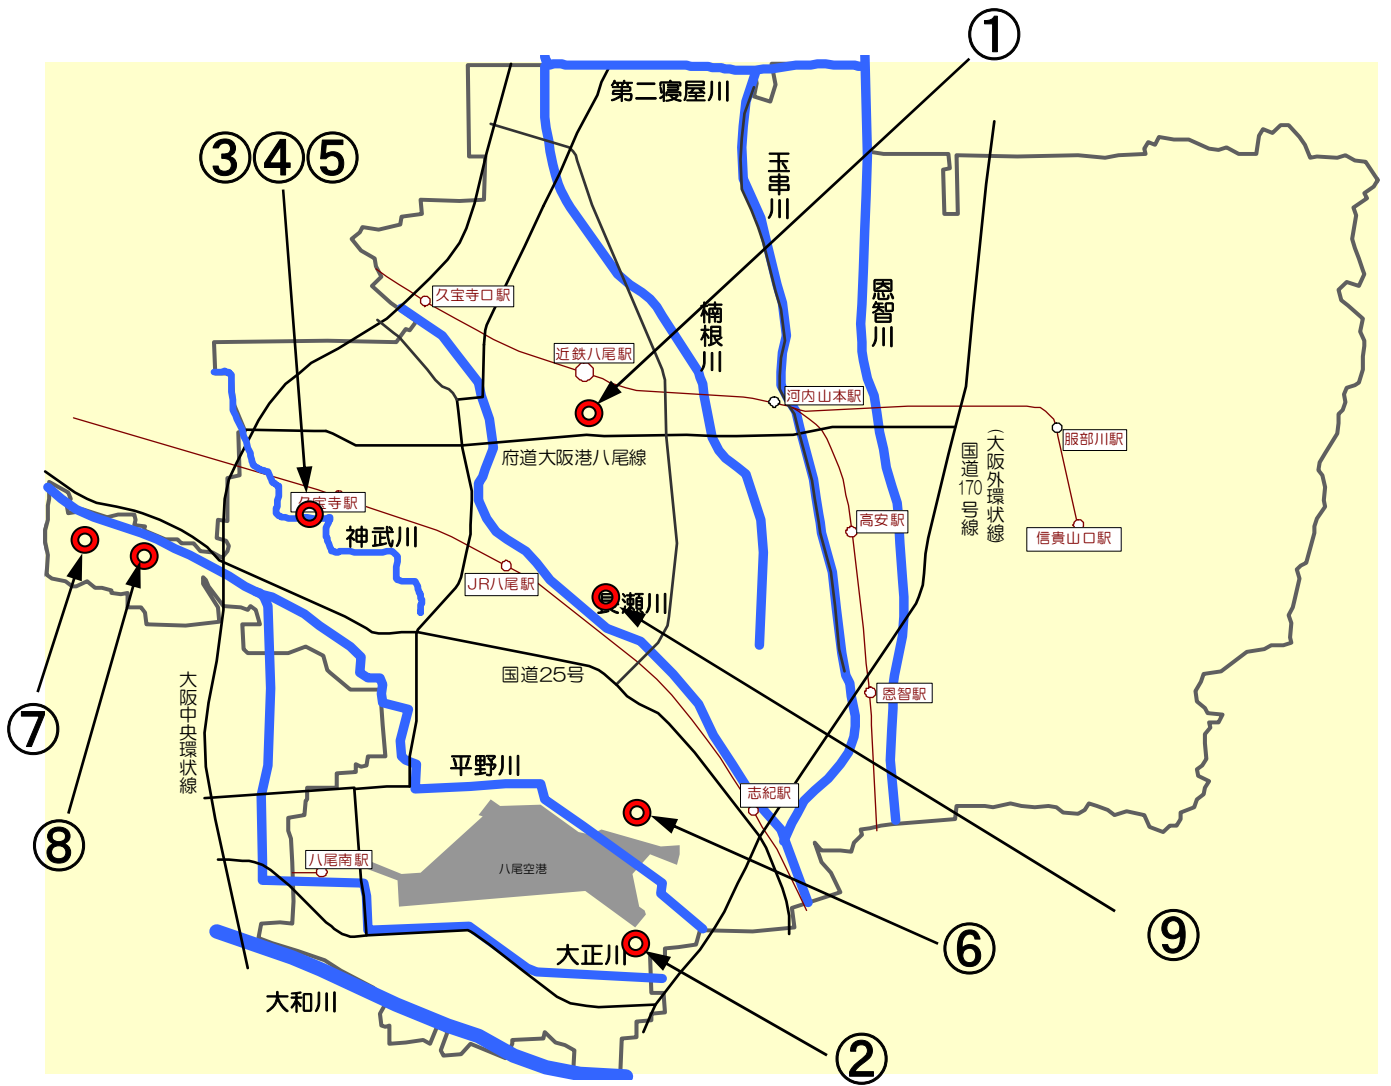 ①
第二寝屋川
③④⑤
玉串川
恩智川
久宝寺口駅
楠根川
近鉄八尾駅
河内山本駅
服部川駅
府道大阪港八尾線
国道170号線
(大阪外環状線)
久宝寺駅
神武川
高安駅
信貴山口駅
JR八尾駅
長瀬川
国道25号
恩智駅
大阪中央環状線
⑦
平野川
志紀駅
⑧
八尾南駅
八尾空港
⑨
⑥
大正川
大和川
②